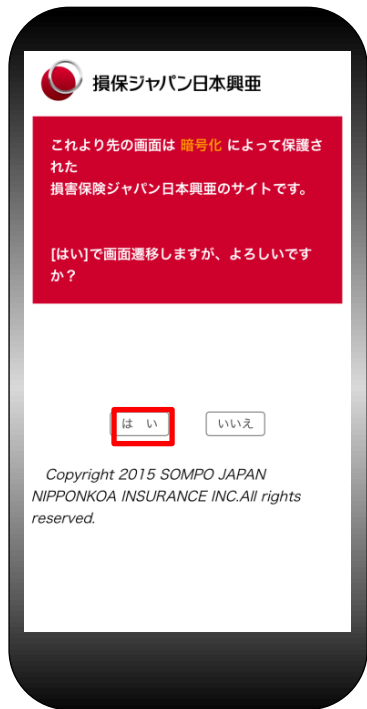 損保ジャパン日本興亜
これより先の画面は 暗号化 によって保護さ
れた
損害保険ジャパン日本興亜のサイトです。
[はい]で画面遷移しますが、よろしいです
か？
は　い
いいえ
Copyright 2015 SOMPO JAPAN
NIPPONKOA INSURANCE INC.All rights
reserved.